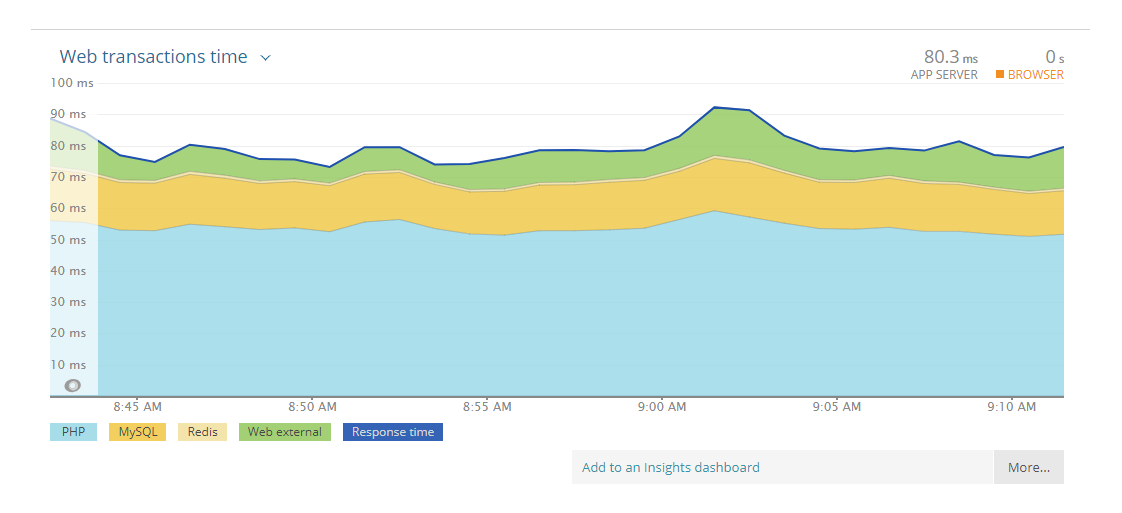 Web transactions time
80.3 ms
APP SERVER
0 s
BROWSER
100 ms
90 ms
80 ms
70 ms
60 ms
50 ms
40 ms
30 ms
20 ms
10 ms
8:45 AM 8:50 AM 8:55 AM 9:00 AM 9:05 AM 9:10 AM
PHP MySQL Redis Web external Response time
Add to an Insights dashboard More...